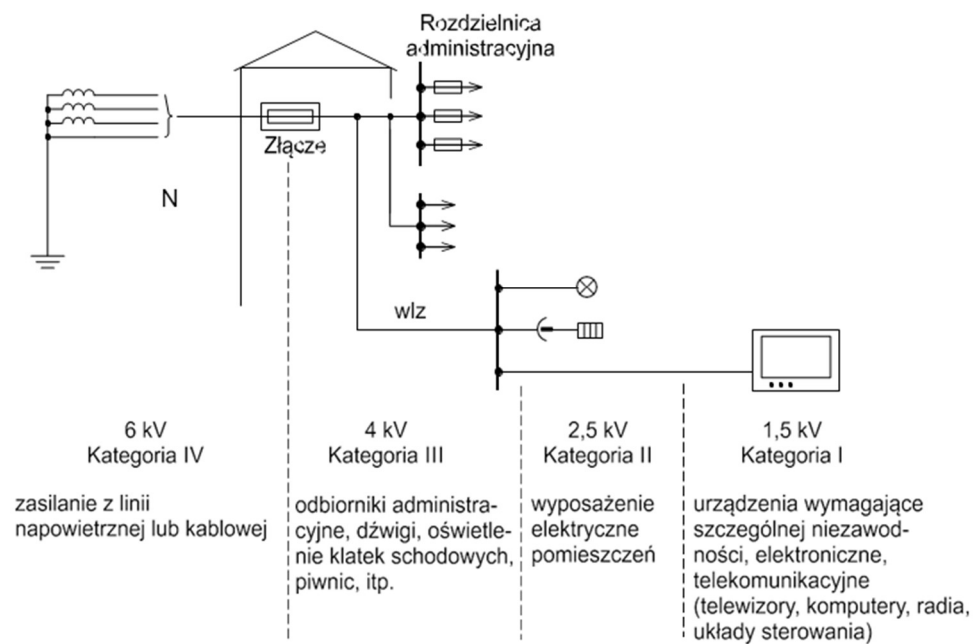 Rozdzielnica
administracyjna
Złącze
N
wlz
6 kV
Kategoria IV
zasilanie z linii
napowietrznej lub kablowej
4 kV
Kategoria III
odbiorniki administra-
cyjne, dźwigi, oświetle-
nie klatek schodowych,
piwnic, itp.
2,5 kV
Kategoria II
wyposażenie
elektryczne
pomieszczeń
1,5 kV
Kategoria I
urządzenia wymagające
szczególnej niezawod-
ności, elektroniczne,
telekomunikacyjne
(telewizory, komputery, radia,
układy sterowania)